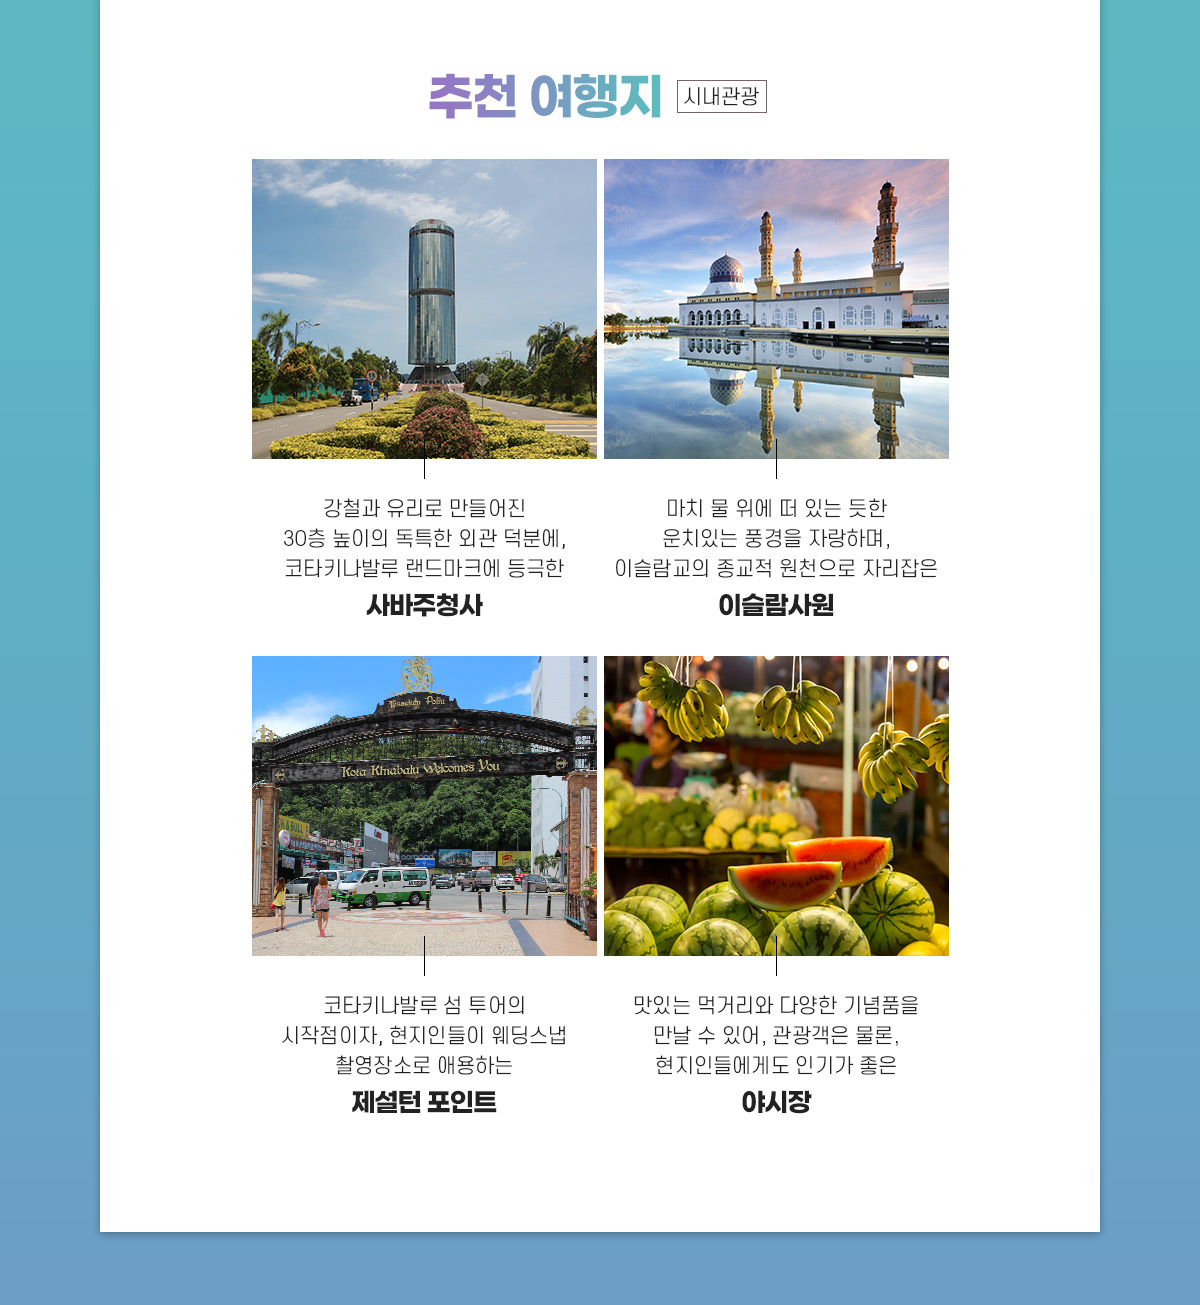 추천 여행지 시내관광
강철과 유리로 만들어진
30층 높이의 독특한 외관 덕분에,
코타키나발루 랜드마크에 등극한
사바주청사
마치 물 위에 떠 있는 듯한
운치있는 풍경을 자랑하며,
이슬람교의 종교적 원천으로 자리잡은
이슬람사원
Jesselton Point
Kota Kinabalu Welcomes You
코타키나발루 섬 투어의
시작점이자, 현지인들이 웨딩스냅
촬영장소로 애용하는
제설턴 포인트
맛있는 먹거리와 다양한 기념품을
만날 수 있어, 관광객은 물론,
현지인들에게도 인기가 좋은
야시장